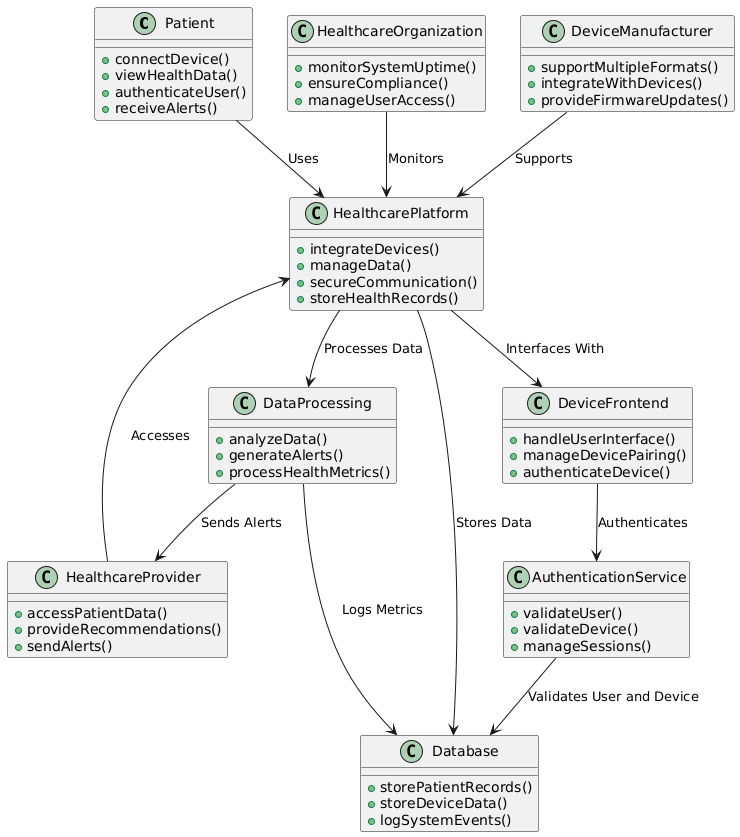 C Patient
connectDevice()
viewHealthData()
authenticateUser()
receiveAlerts()
C HealthcareOrganization
monitorSystemUptime()
ensureCompliance()
manageUserAccess()
C DeviceManufacturer
supportMultipleFormats()
integrateWithDevices()
provideFirmwareUpdates()
Uses
Monitors
Supports
C HealthcarePlatform
integrateDevices()
manageData()
secureCommunication()
storeHealthRecords()
Processes Data
Interfaces With
C DataProcessing
analyzeData()
generateAlerts()
processHealthMetrics()
C DeviceFrontend
handleUserInterface()
manageDevicePairing()
authenticateDevice()
Accesses
Sends Alerts
Stores Data
Authenticates
C HealthcareProvider
accessPatientData()
provideRecommendations()
sendAlerts()
Logs Metrics
C AuthenticationService
validateUser()
validateDevice()
manageSessions()
Validates User and Device
C Database
storePatientRecords()
storeDeviceData()
logSystemEvents()